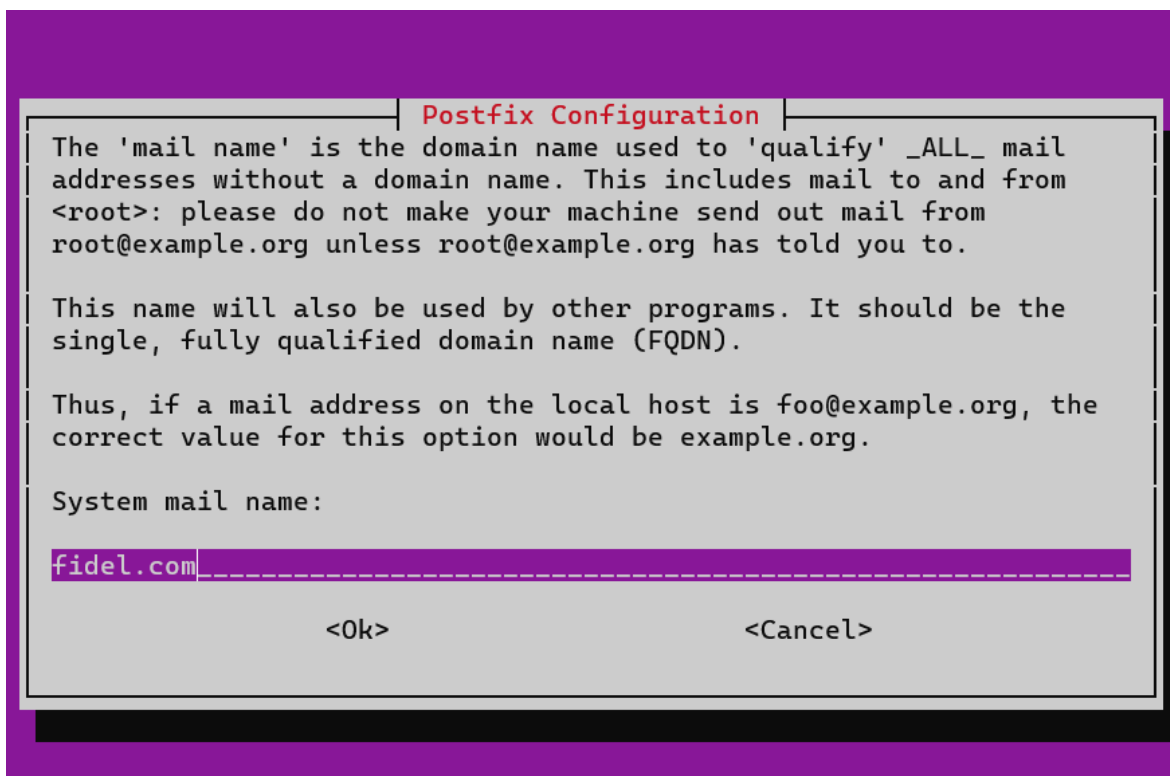 Postfix Configuration
The 'mail name' is the domain name used to 'qualify' _ALL_ mail
addresses without a domain name. This includes mail to and from
<root>: please do not make your machine send out mail from
root@example.org unless root@example.org has told you to.
This name will also be used by other programs. It should be the
single, fully qualified domain name (FQDN).
Thus, if a mail address on the local host is foo@example.org, the
correct value for this option would be example.org.
System mail name:
fidel.com__________________________________________________________
<Ok> <Cancel>